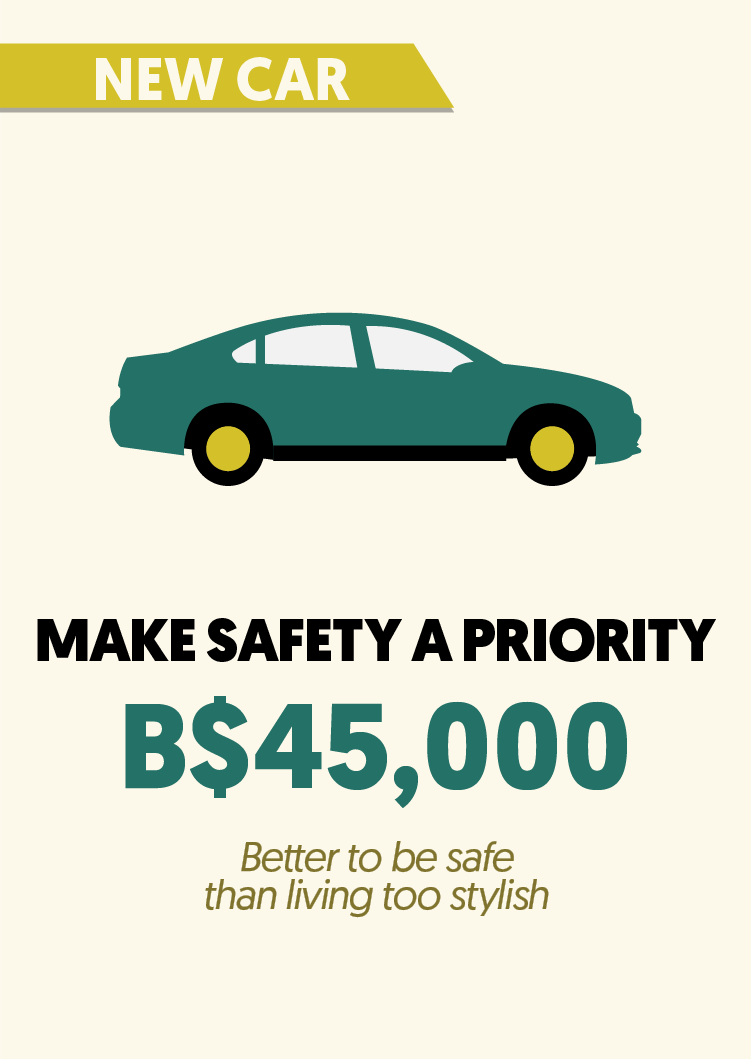 NEW CAR
MAKE SAFETY A PRIORITY
B$45,000
Better to be safe
than living too stylish